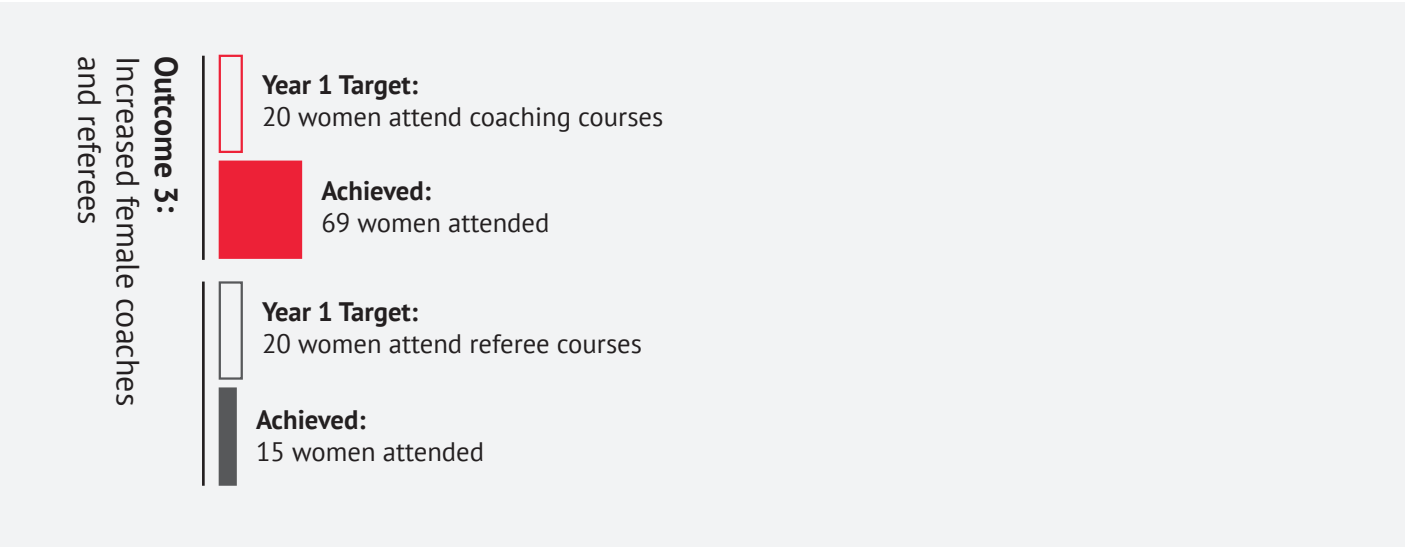 Outcome 3:
Increased female coaches
and referees
Year 1 Target:
20 women attend coaching courses
Achieved:
69 women attended
Year 1 Target:
20 women attend referee courses
Achieved:
15 women attended